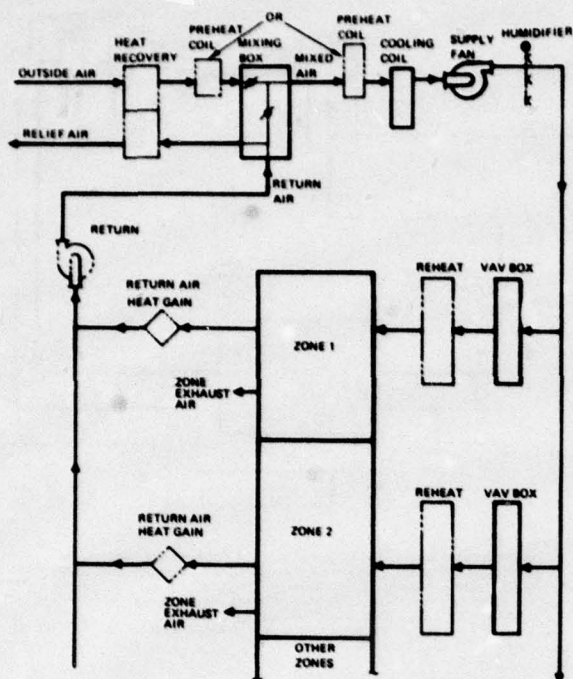 OR
PREHEAT
COIL
PREHEAT
COIL
HEAT
RECOVERY
MIXING
BOX
MIXED
AIR
COOLING
COIL
SUPPLY
FAN
HUMIDIFIER
OUTSIDE AIR
RELIEF AIR
RETURN
AIR
RETURN
RETURN AIR
HEAT GAIN
ZONE 1
REHEAT
VAV BOX
ZONE
EXHAUST
AIR
RETURN AIR
HEAT GAIN
ZONE 2
REHEAT
VAV BOX
ZONE EXHAUST
AIR
OTHER
ZONES